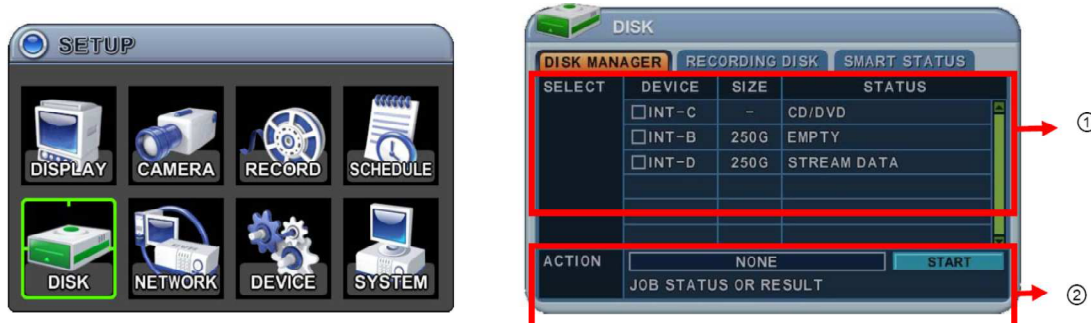 SETUP
DISPLAY CAMERA RECORD SCHEDULE
DISK NETWORK DEVICE SYSTEM
DISK
DISK MANAGER RECORDING DISK SMART STATUS
SELECT DEVICE SIZE STATUS
INT-C - CD/DVD
INT-B 250G EMPTY
INT-D 250G STREAM DATA
①
ACTION NONE START
JOB STATUS OR RESULT
②